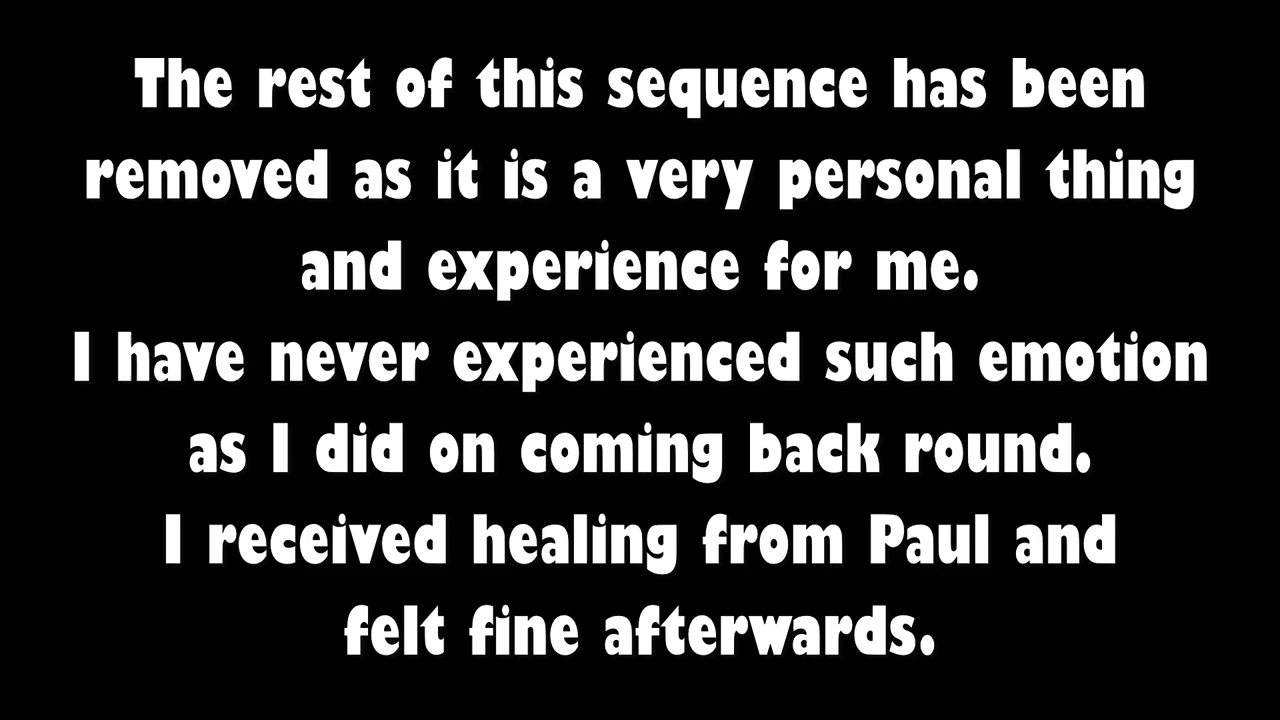 The rest of this sequence has been
removed as it is a very personal thing
and experience for me.
I have never experienced such emotion
as I did on coming back round.
I received healing from Paul and
felt fine afterwards.